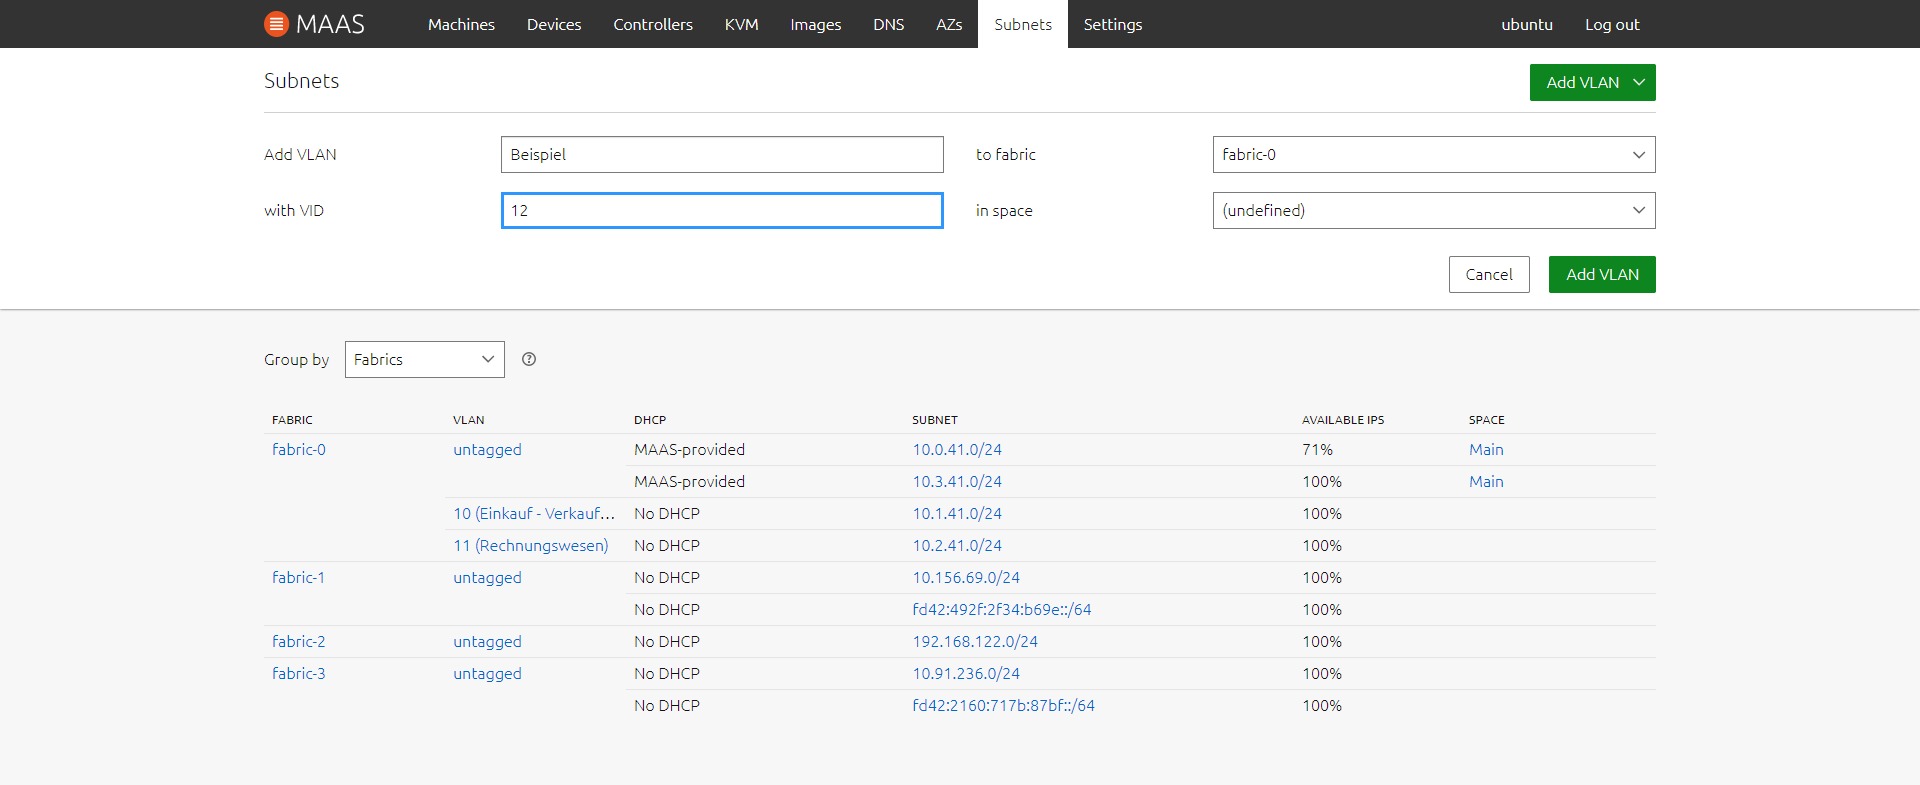 MAAS Machines Devices Controllers KVM Images DNS AZs Subnets Settings ubuntu Log out
Subnets Add VLAN
Add VLAN Beispiel to fabric fabric-0
with VID 12 in space (undefined)
Cancel Add VLAN
Group by Fabrics ?
FABRIC VLAN DHCP SUBNET AVAILABLE IPS SPACE
fabric-0 untagged MAAS-provided 10.0.41.0/24 71% Main
MAAS-provided 10.3.41.0/24 100% Main
10 (Einkauf - Verkauf... No DHCP 10.1.41.0/24 100%
11 (Rechnungswesen) No DHCP 10.2.41.0/24 100%
fabric-1 untagged No DHCP 10.156.69.0/24 100%
No DHCP fd42:492f:2f34:b69e::/64 100%
fabric-2 untagged No DHCP 192.168.122.0/24 100%
fabric-3 untagged No DHCP 10.91.236.0/24 100%
No DHCP fd42:2160:717b:87bf::/64 100%